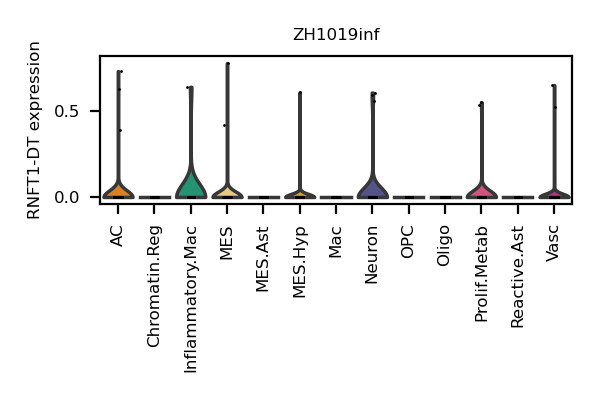 ZH1019inf
RNFT1-DT expression
0.5
0.0
AC
Chromatin.Reg
Inflammatory.Mac
MES
MES.Ast
MES.Hyp
Mac
Neuron
OPC
Oligo
Prolif.Metab
Reactive.Ast
Vasc